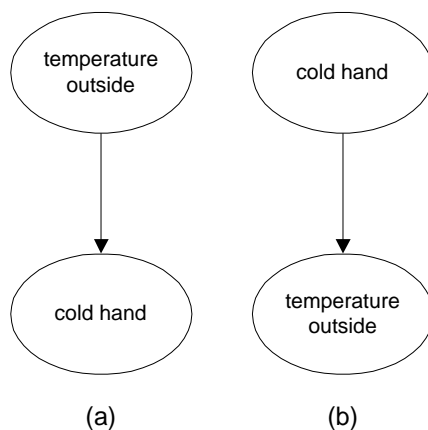 temperature
outside
cold hand
(a)
cold hand
temperature
outside
(b)